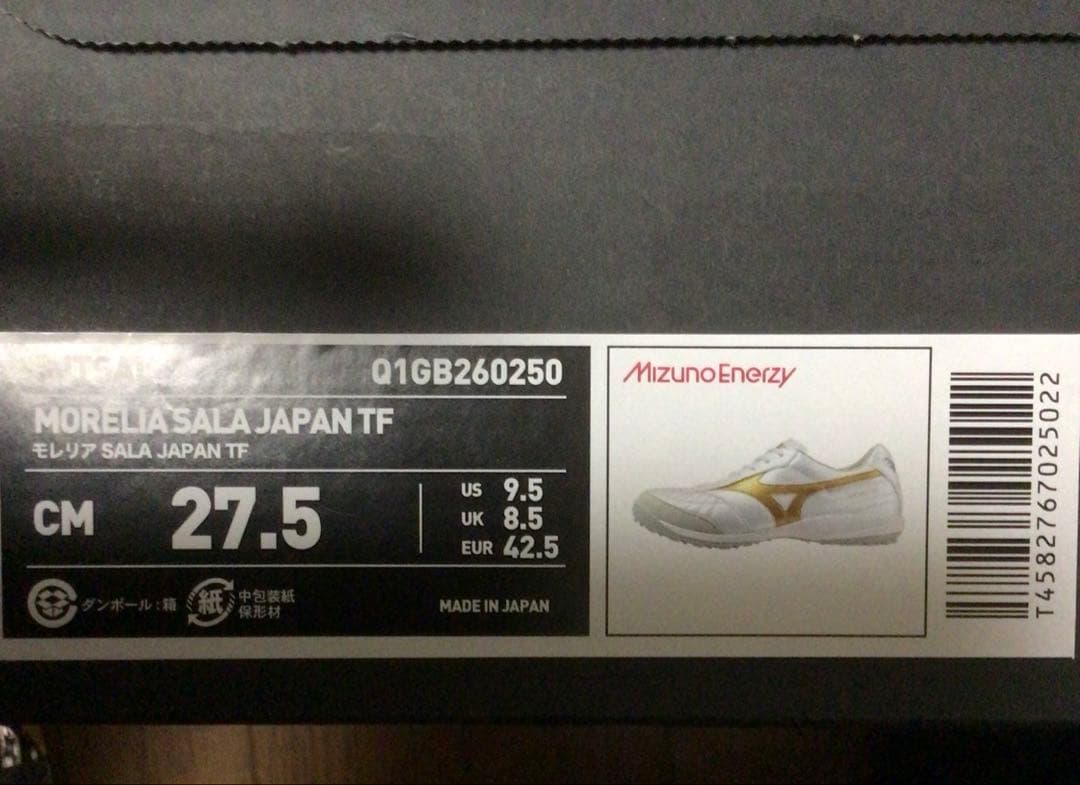 Q1GB260250
MORELIA SALA JAPAN TF
モレリア SALA JAPAN TF
CM 27.5
US 9.5
UK 8.5
EUR 42.5
ダンボール : 箱
紙
中包装紙
保形材
MADE IN JAPAN
MizunoEnerzy
T4582767025022